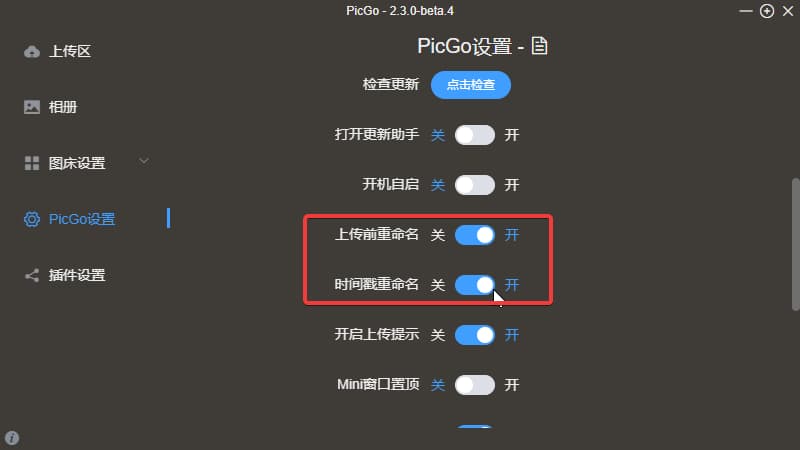 PicGo - 2.3.0-beta.4
上传区
相册
图床设置
PicGo设置
插件设置
PicGo设置 -
检查更新 点击检查
打开更新助手 关 开
开机自启 关 开
上传前重命名 关 开
时间戳重命名 关 开
开启上传提示 关 开
Mini窗口置顶 关 开